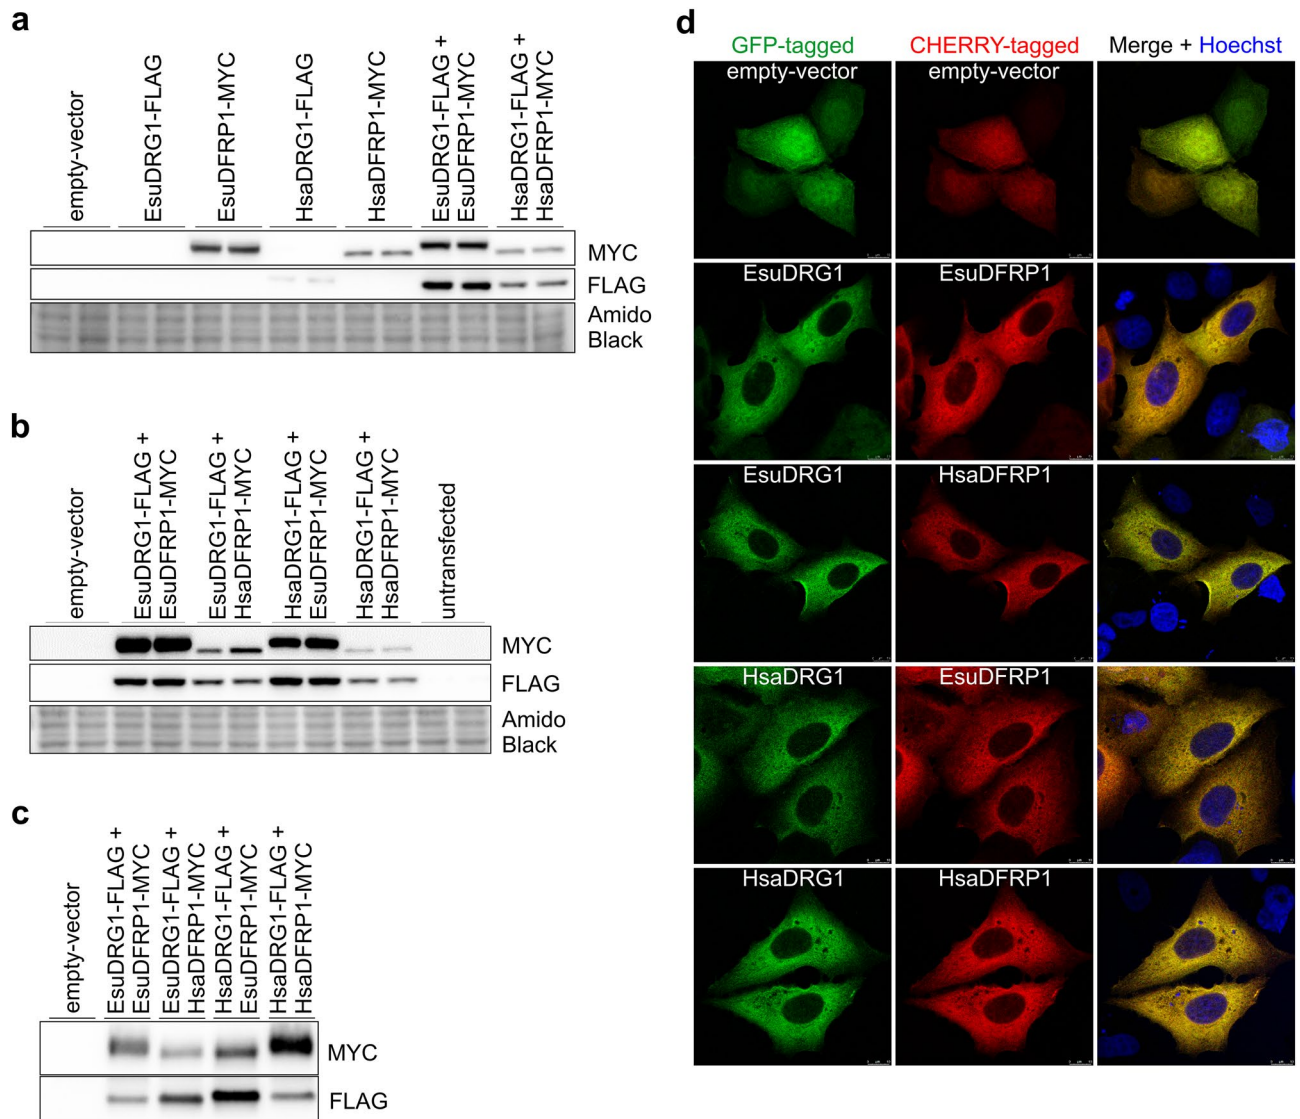 a
empty-vector
EsuDRG1-FLAG
EsuDFRP1-MYC
HsaDRG1-FLAG
HsaDFRP1-MYC
EsuDRG1-FLAG +
EsuDFRP1-MYC
HsaDRG1-FLAG +
HsaDFRP1-MYC
MYC
FLAG
Amido
Black
b
empty-vector
EsuDRG1-FLAG +
EsuDFRP1-MYC
EsuDRG1-FLAG +
HsaDFRP1-MYC
HsaDRG1-FLAG +
EsuDFRP1-MYC
HsaDRG1-FLAG +
HsaDFRP1-MYC
untransfected
MYC
FLAG
Amido
Black
c
empty-vector
EsuDRG1-FLAG +
EsuDFRP1-MYC
EsuDRG1-FLAG +
HsaDFRP1-MYC
HsaDRG1-FLAG +
EsuDFRP1-MYC
HsaDRG1-FLAG +
HsaDFRP1-MYC
MYC
FLAG
d
GFP-tagged CHERRY-tagged Merge + Hoechst
empty-vector empty-vector
EsuDRG1 EsuDFRP1
EsuDRG1 HsaDFRP1
HsaDRG1 EsuDFRP1
HsaDRG1 HsaDFRP1